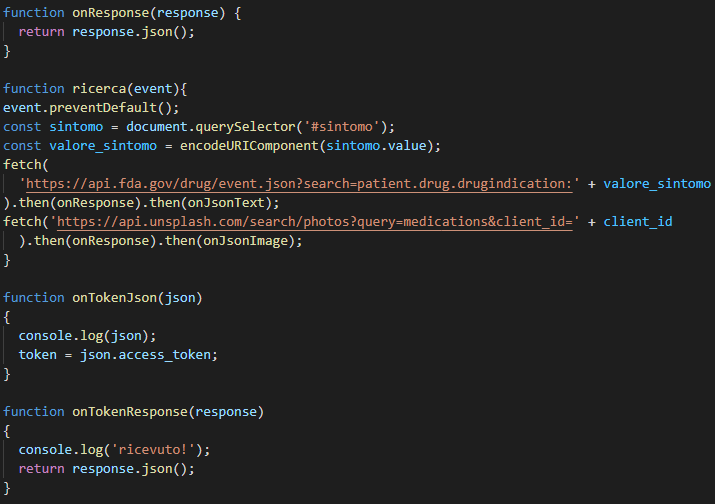 function onResponse(response) {
  return response.json();
}

function ricerca(event){
event.preventDefault();
const sintomo = document.querySelector('#sintomo');
const valore_sintomo = encodeURIComponent(sintomo.value);
fetch(
  'https://api.fda.gov/drug/event.json?search=patient.drug.drugindication:' + valore_sintomo
).then(onResponse).then(onJsonText);
fetch('https://api.unsplash.com/search/photos?query=medications&client_id=' + client_id
  ).then(onResponse).then(onJsonImage);
}

function onTokenJson(json)
{
  console.log(json);
  token = json.access_token;
}

function onTokenResponse(response)
{
  console.log('ricevuto!');
  return response.json();
}